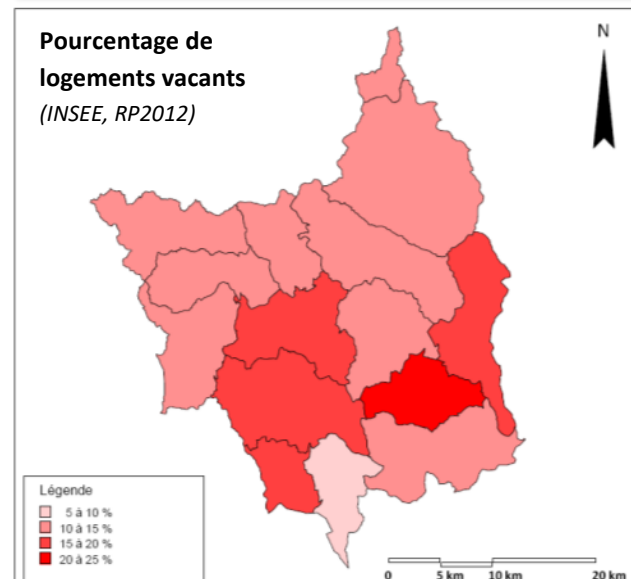 Pourcentage de
logements vacants
(INSEE, RP2012)
N
Légende
5 à 10 %
10 à 15 %
15 à 20 %
20 à 25 %
0 5 km 10 km 20 km